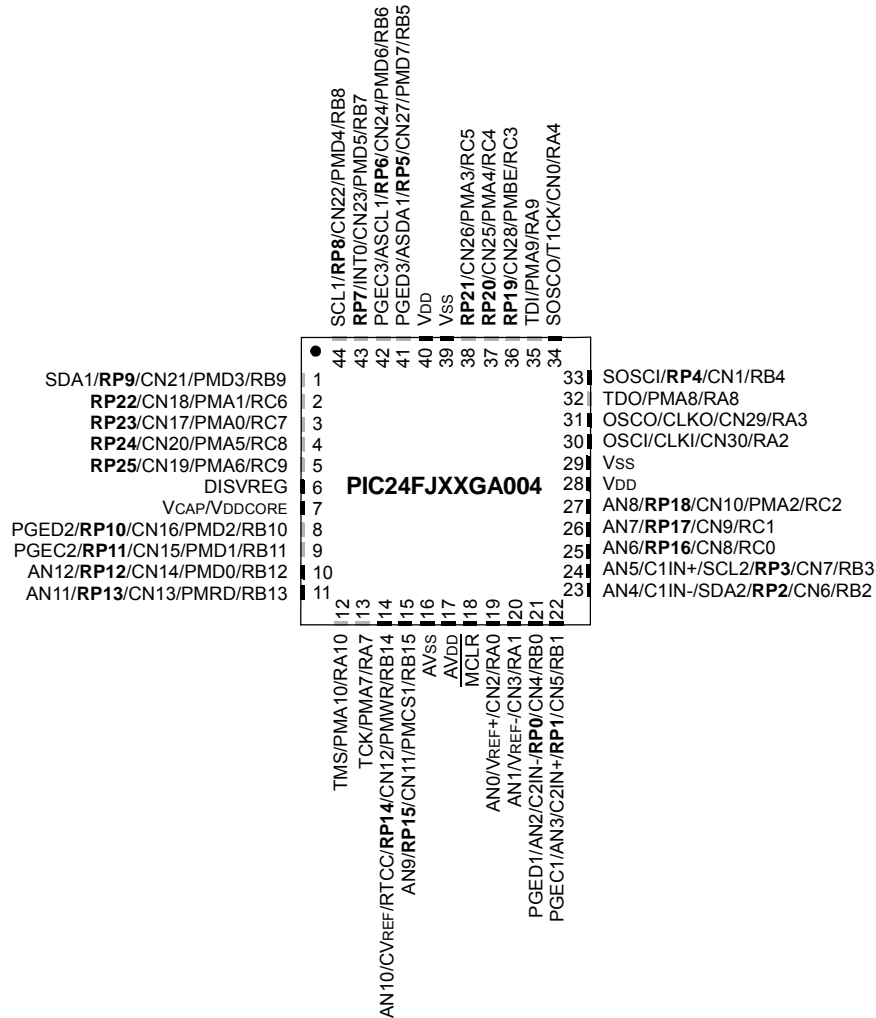 SCL1/RP8/CN22/PMD4/RB8
RP7/INT0/CN23/PMD5/RB7
PGEC3/ASCL1/RP6/CN24/PMD6/RB6
PGED3/ASDA1/RP5/CN27/PMD7/RB5
VDD
VSS
RP21/CN26/PMA3/RC5
RP20/CN25/PMA4/RC4
RP19/CN28/PMBE/RC3
TDI/PMA9/RA9
SOSCO/T1CK/CN0/RA4
44
43
42
41
40
39
38
37
36
35
34
SDA1/RP9/CN21/PMD3/RB9 1
RP22/CN18/PMA1/RC6 2
RP23/CN17/PMA0/RC7 3
RP24/CN20/PMA5/RC8 4
RP25/CN19/PMA6/RC9 5
DISVREG 6
VCAP/VDDCORE 7
PGED2/RP10/CN16/PMD2/RB10 8
PGEC2/RP11/CN15/PMD1/RB11 9
AN12/RP12/CN14/PMD0/RB12 10
AN11/RP13/CN13/PMRD/RB13 11
PIC24FJXXGA004
33 SOSCI/RP4/CN1/RB4
32 TDO/PMA8/RA8
31 OSCO/CLKO/CN29/RA3
30 OSCI/CLKI/CN30/RA2
29 VSS
28 VDD
27 AN8/RP18/CN10/PMA2/RC2
26 AN7/RP17/CN9/RC1
25 AN6/RP16/CN8/RC0
24 AN5/C1IN+/SCL2/RP3/CN7/RB3
23 AN4/C1IN-/SDA2/RP2/CN6/RB2
12
13
14
15
16
17
18
19
20
21
22
TMS/PMA10/RA10
TCK/PMA7/RA7
AN10/CVREF/RTCC/RP14/CN12/PMWR/RB14
AN9/RP15/CN11/PMCS1/RB15
AVSS
AVDD
MCLR
AN0/VREF+/CN2/RA0
AN1/VREF-/CN3/RA1
PGED1/AN2/C2IN-/RP0/CN4/RB0
PGEC1/AN3/C2IN+/RP1/CN5/RB1